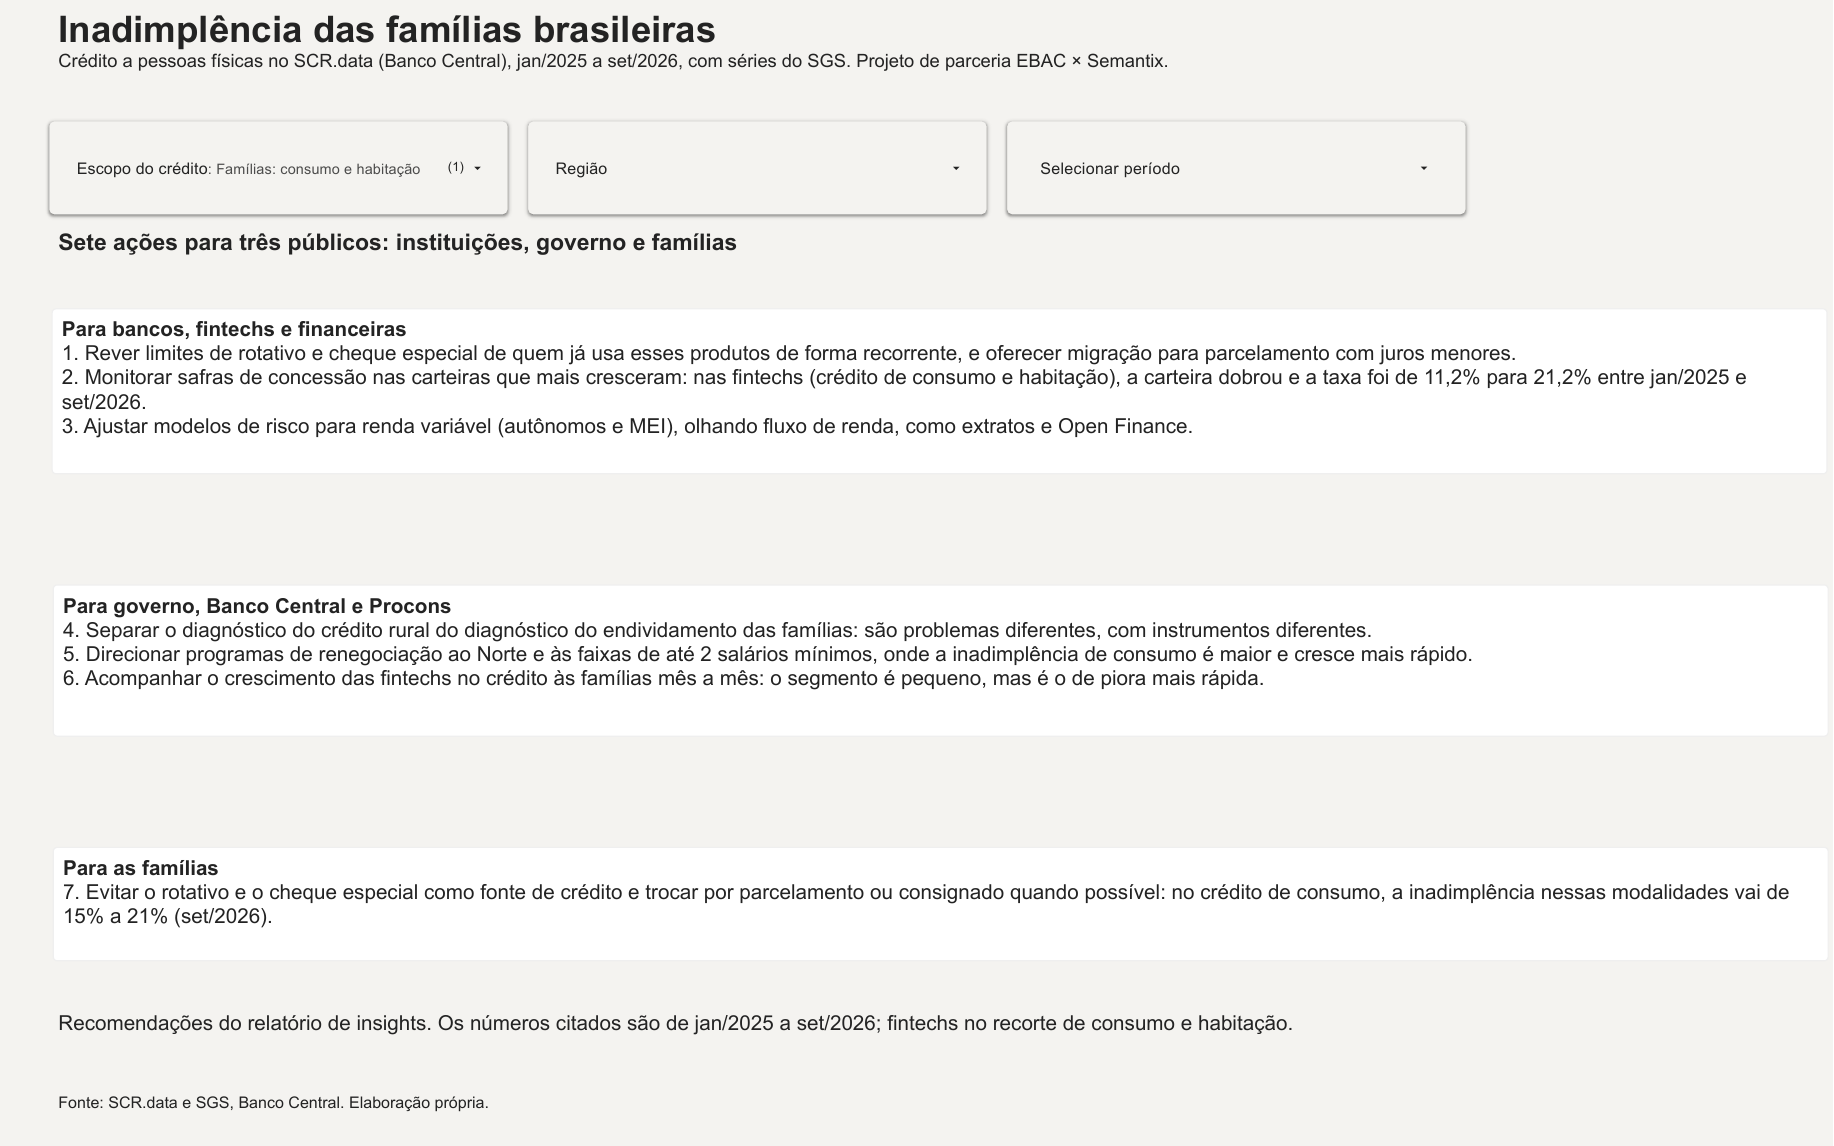 Inadimplência das famílias brasileiras
Crédito a pessoas físicas no SCR.data (Banco Central), jan/2025 a set/2026, com séries do SGS. Projeto de parceria EBAC × Semantix.
Escopo do crédito: Famílias: consumo e habitação (1)
Região
Selecionar período
Sete ações para três públicos: instituições, governo e famílias
Para bancos, fintechs e financeiras
1. Rever limites de rotativo e cheque especial de quem já usa esses produtos de forma recorrente, e oferecer migração para parcelamento com juros menores.
2. Monitorar safras de concessão nas carteiras que mais cresceram: nas fintechs (crédito de consumo e habitação), a carteira dobrou e a taxa foi de 11,2% para 21,2% entre jan/2025 e
set/2026.
3. Ajustar modelos de risco para renda variável (autônomos e MEI), olhando fluxo de renda, como extratos e Open Finance.
Para governo, Banco Central e Procons
4. Separar o diagnóstico do crédito rural do diagnóstico do endividamento das famílias: são problemas diferentes, com instrumentos diferentes.
5. Direcionar programas de renegociação ao Norte e às faixas de até 2 salários mínimos, onde a inadimplência de consumo é maior e cresce mais rápido.
6. Acompanhar o crescimento das fintechs no crédito às famílias mês a mês: o segmento é pequeno, mas é o de piora mais rápida.
Para as famílias
7. Evitar o rotativo e o cheque especial como fonte de crédito e trocar por parcelamento ou consignado quando possível: no crédito de consumo, a inadimplência nessas modalidades vai de
15% a 21% (set/2026).
Recomendações do relatório de insights. Os números citados são de jan/2025 a set/2026; fintechs no recorte de consumo e habitação.
Fonte: SCR.data e SGS, Banco Central. Elaboração própria.